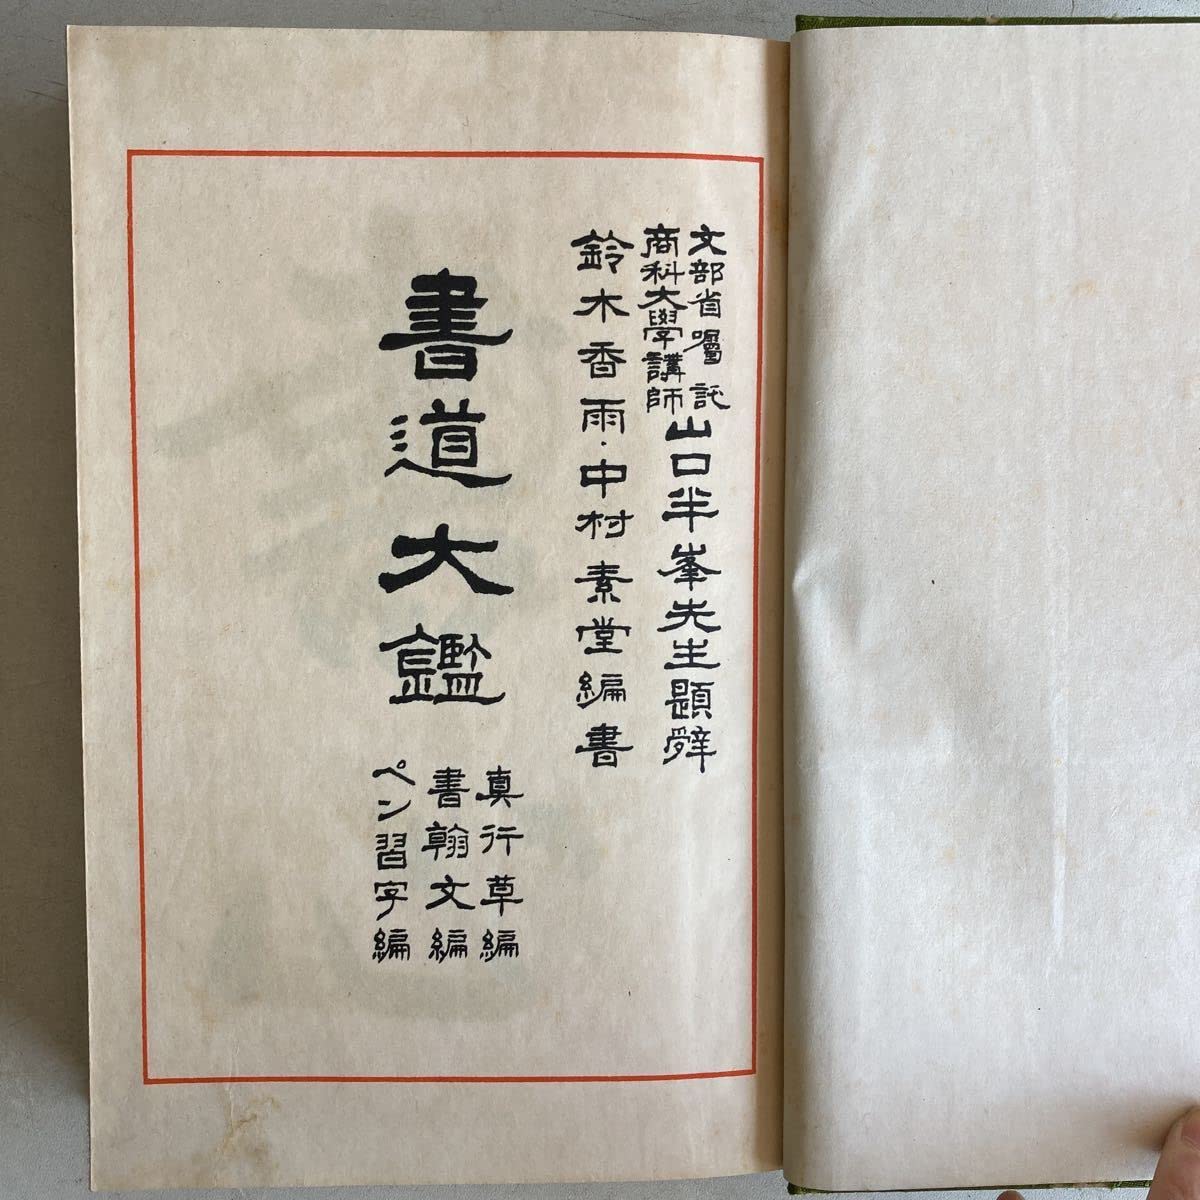 文部省囑託
商科大學講師
山口半峯先生題辭
鈴木香雨·中村素堂編書
書道大鑑
真行草編
書翰文編
ペン習字編